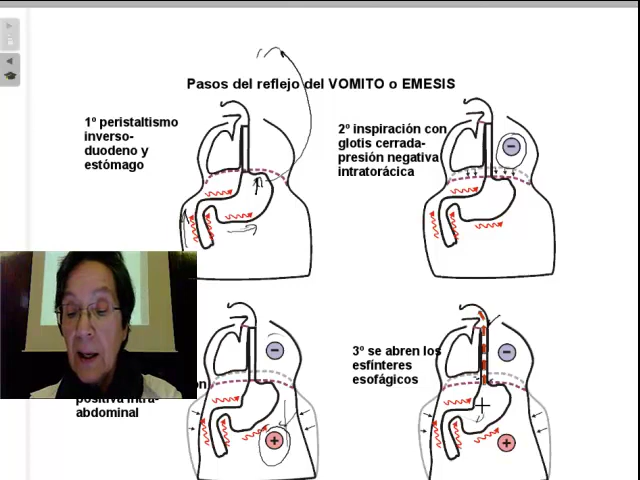 Pasos del reflejo del VOMITO o EMESIS
1º peristaltismo
inverso-
duodeno y
estómago
2º inspiración con
glotis cerrada-
presión negativa
intratorácica
on
positiva intra-
abdominal
3º se abren los
esfínteres
esofágicos